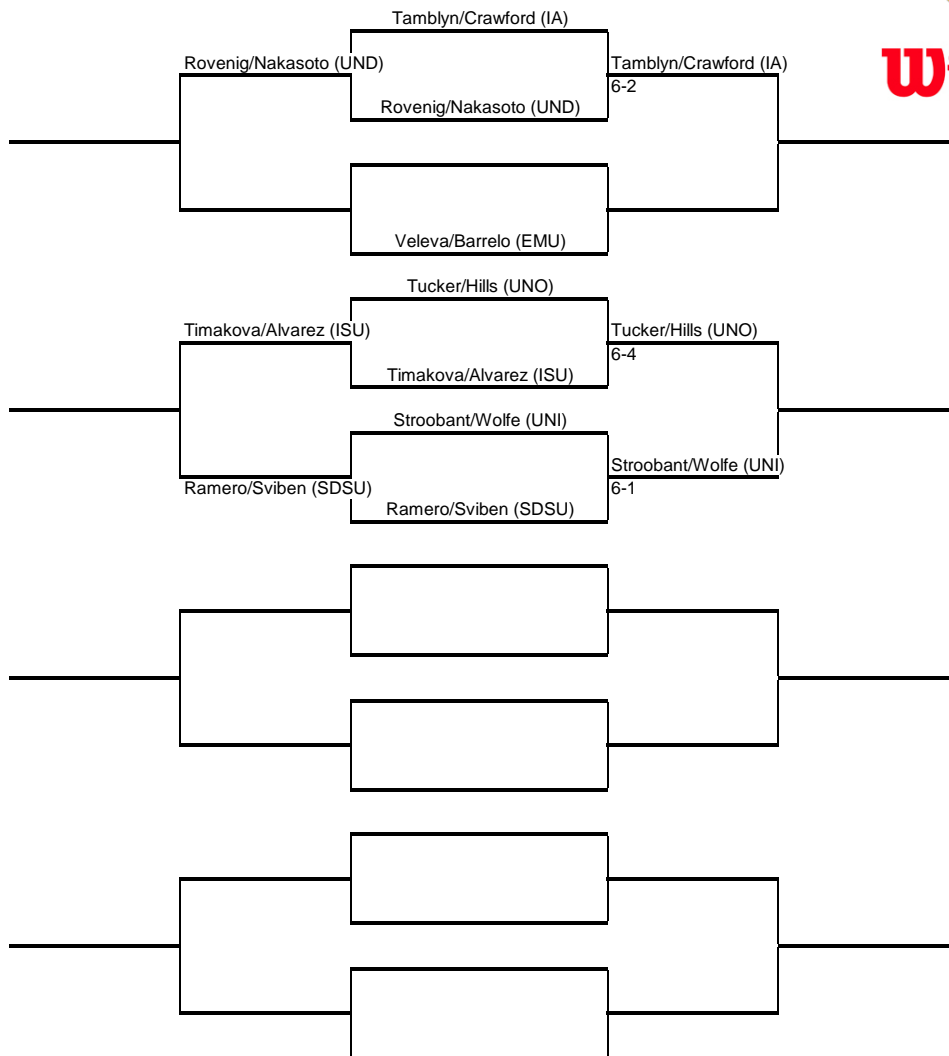 Tamblyn/Crawford (IA)
Rovenig/Nakasoto (UND)
Tamblyn/Crawford (IA)
6-2
Rovenig/Nakasoto (UND)
Veleva/Barrelo (EMU)
Tucker/Hills (UNO)
Timakova/Alvarez (ISU)
Tucker/Hills (UNO)
6-4
Timakova/Alvarez (ISU)
Stroobant/Wolfe (UNI)
Stroobant/Wolfe (UNI)
Ramero/Sviben (SDSU)
6-1
Ramero/Sviben (SDSU)